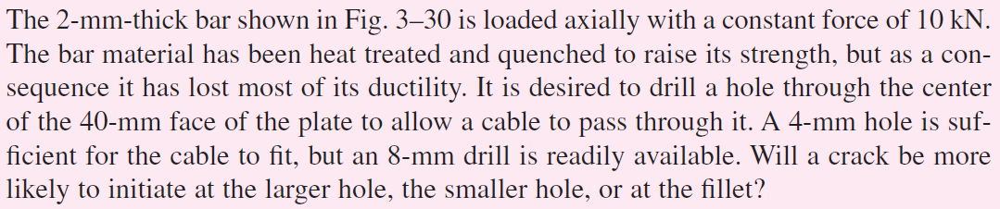 The 2-mm-thick bar shown in Fig. 3–30 is loaded axially with a constant force of 10 kN.
The bar material has been heat treated and quenched to raise its strength, but as a con-
sequence it has lost most of its ductility. It is desired to drill a hole through the center
of the 40-mm face of the plate to allow a cable to pass through it. A 4-mm hole is suf-
ficient for the cable to fit, but an 8-mm drill is readily available. Will a crack be more
likely to initiate at the larger hole, the smaller hole, or at the fillet?